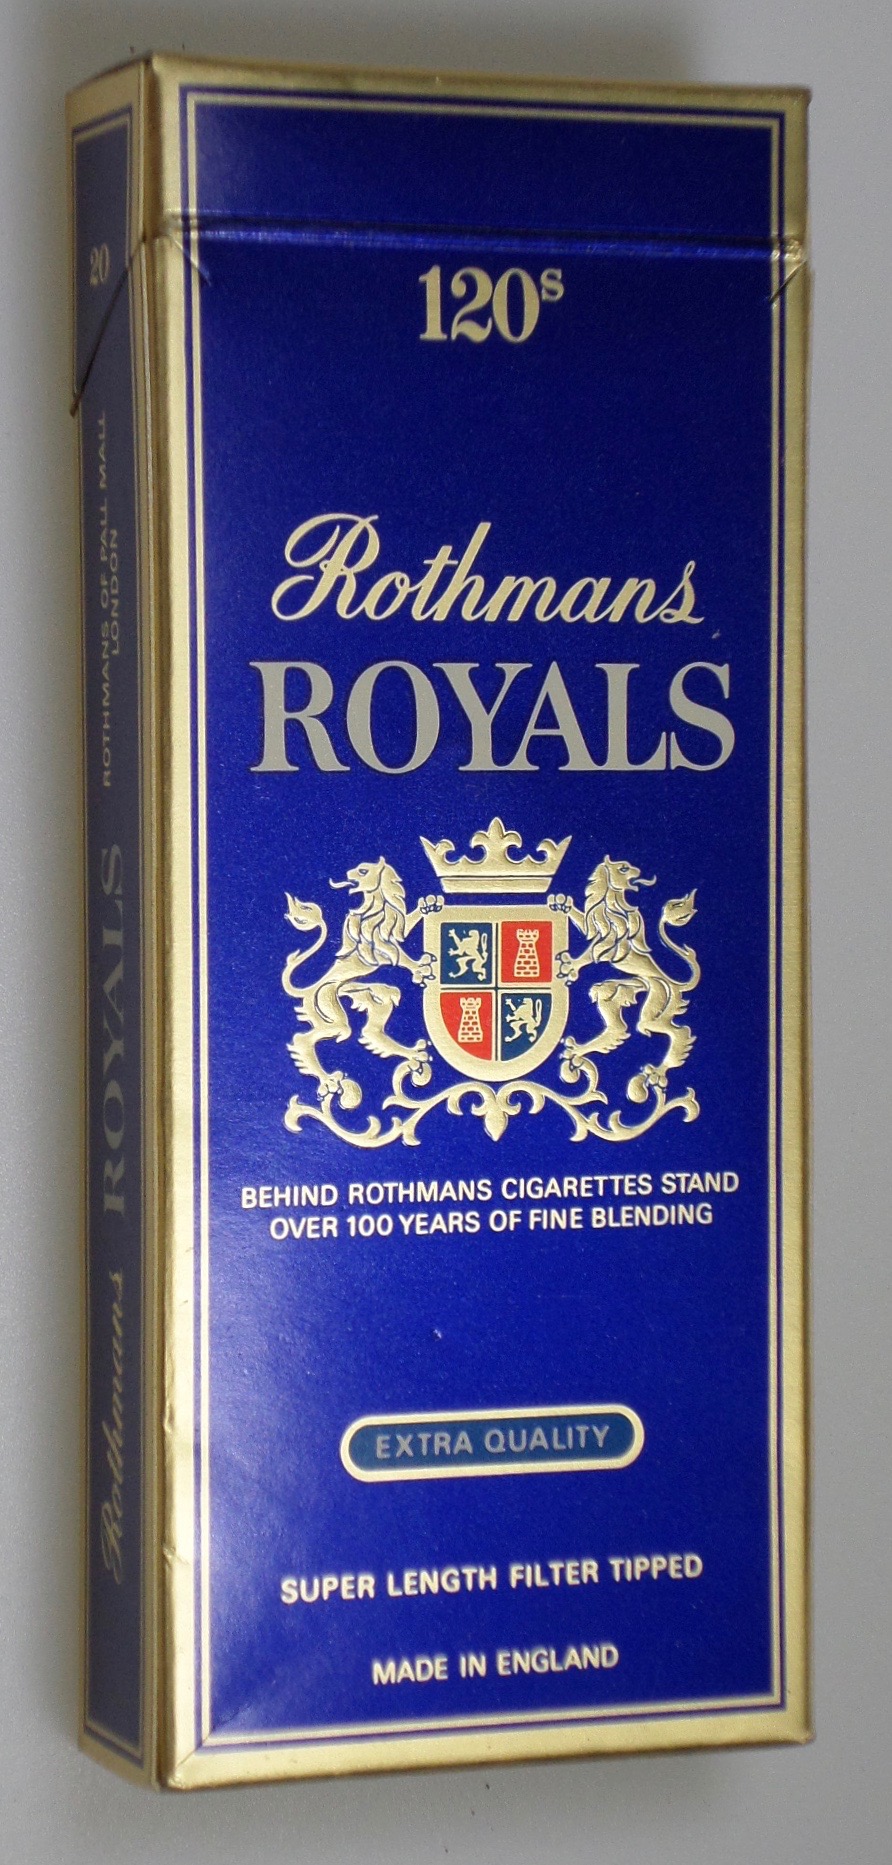 120s
Rothmans
ROYALS
BEHIND ROTHMANS CIGARETTES STAND
OVER 100 YEARS OF FINE BLENDING
EXTRA QUALITY
SUPER LENGTH FILTER TIPPED
MADE IN ENGLAND
20
Rothmans ROYALS
ROTHMANS OF PALL MALL
LONDON